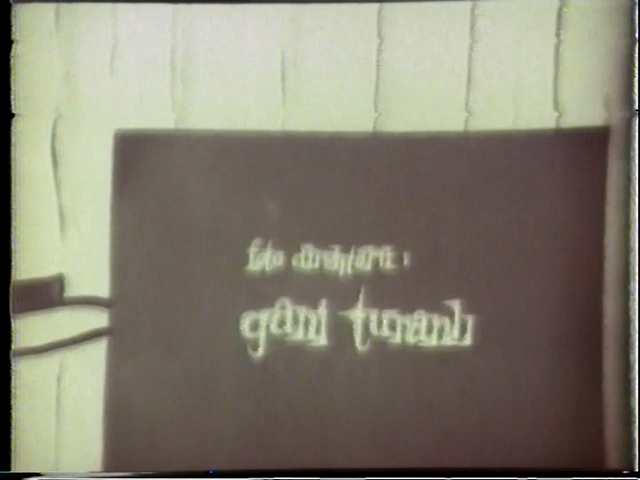 foto direktörü :
gani turanlı